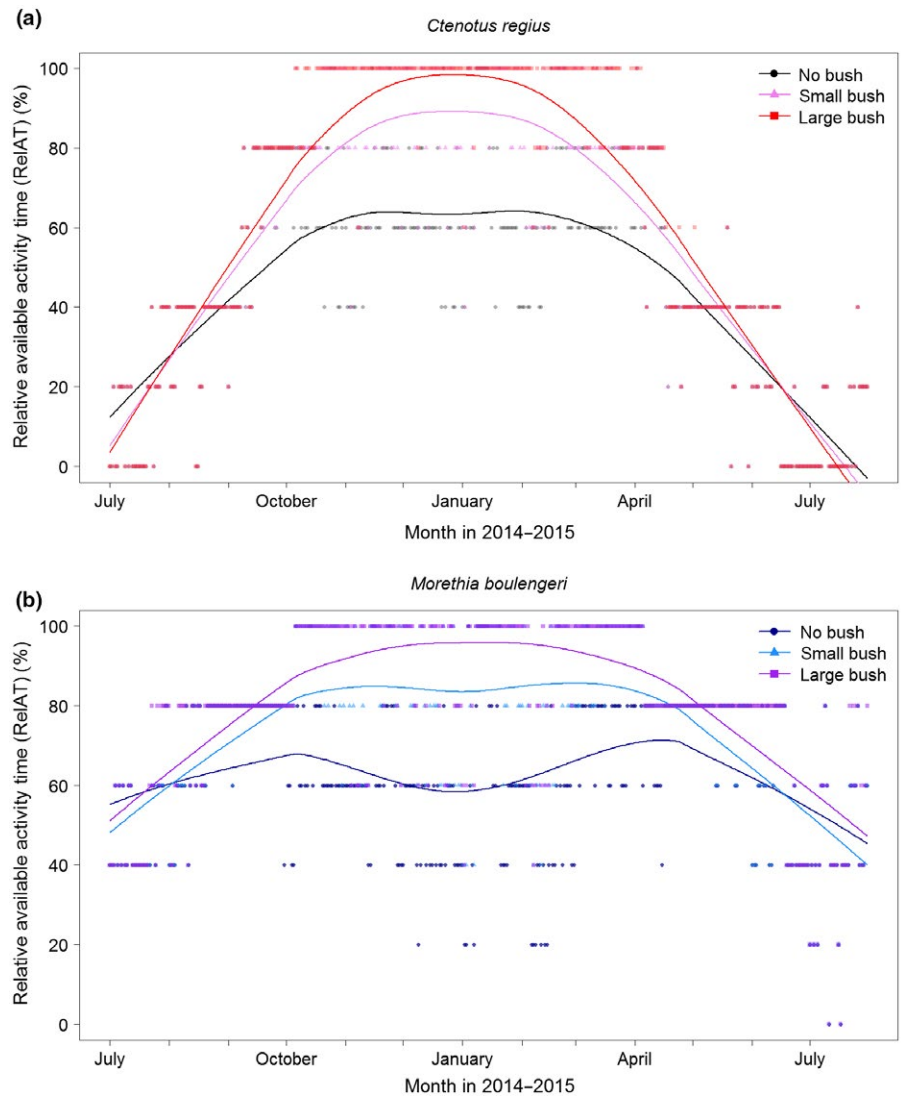 (a)
Ctenotus regius
Relative available activity time (RelAT) (%)
100
80
60
40
20
0
No bush
Small bush
Large bush
July
October
January
April
July
Month in 2014–2015
(b)
Morethia boulengeri
Relative available activity time (RelAT) (%)
100
80
60
40
20
0
No bush
Small bush
Large bush
July
October
January
April
July
Month in 2014–2015